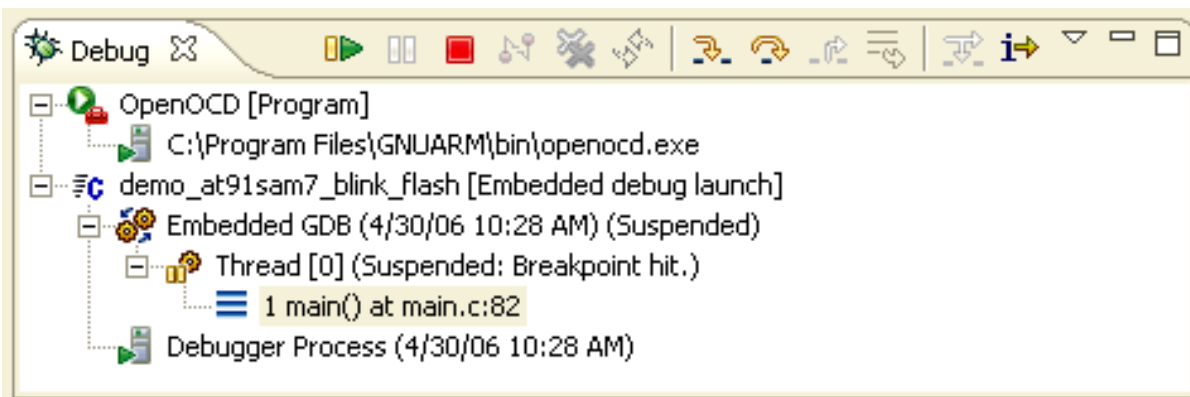 Debug
OpenOCD [Program]
C:\Program Files\GNUARM\bin\openocd.exe
demo_at91sam7_blink_flash [Embedded debug launch]
Embedded GDB (4/30/06 10:28 AM) (Suspended)
Thread [0] (Suspended: Breakpoint hit.)
1 main() at main.c:82
Debugger Process (4/30/06 10:28 AM)